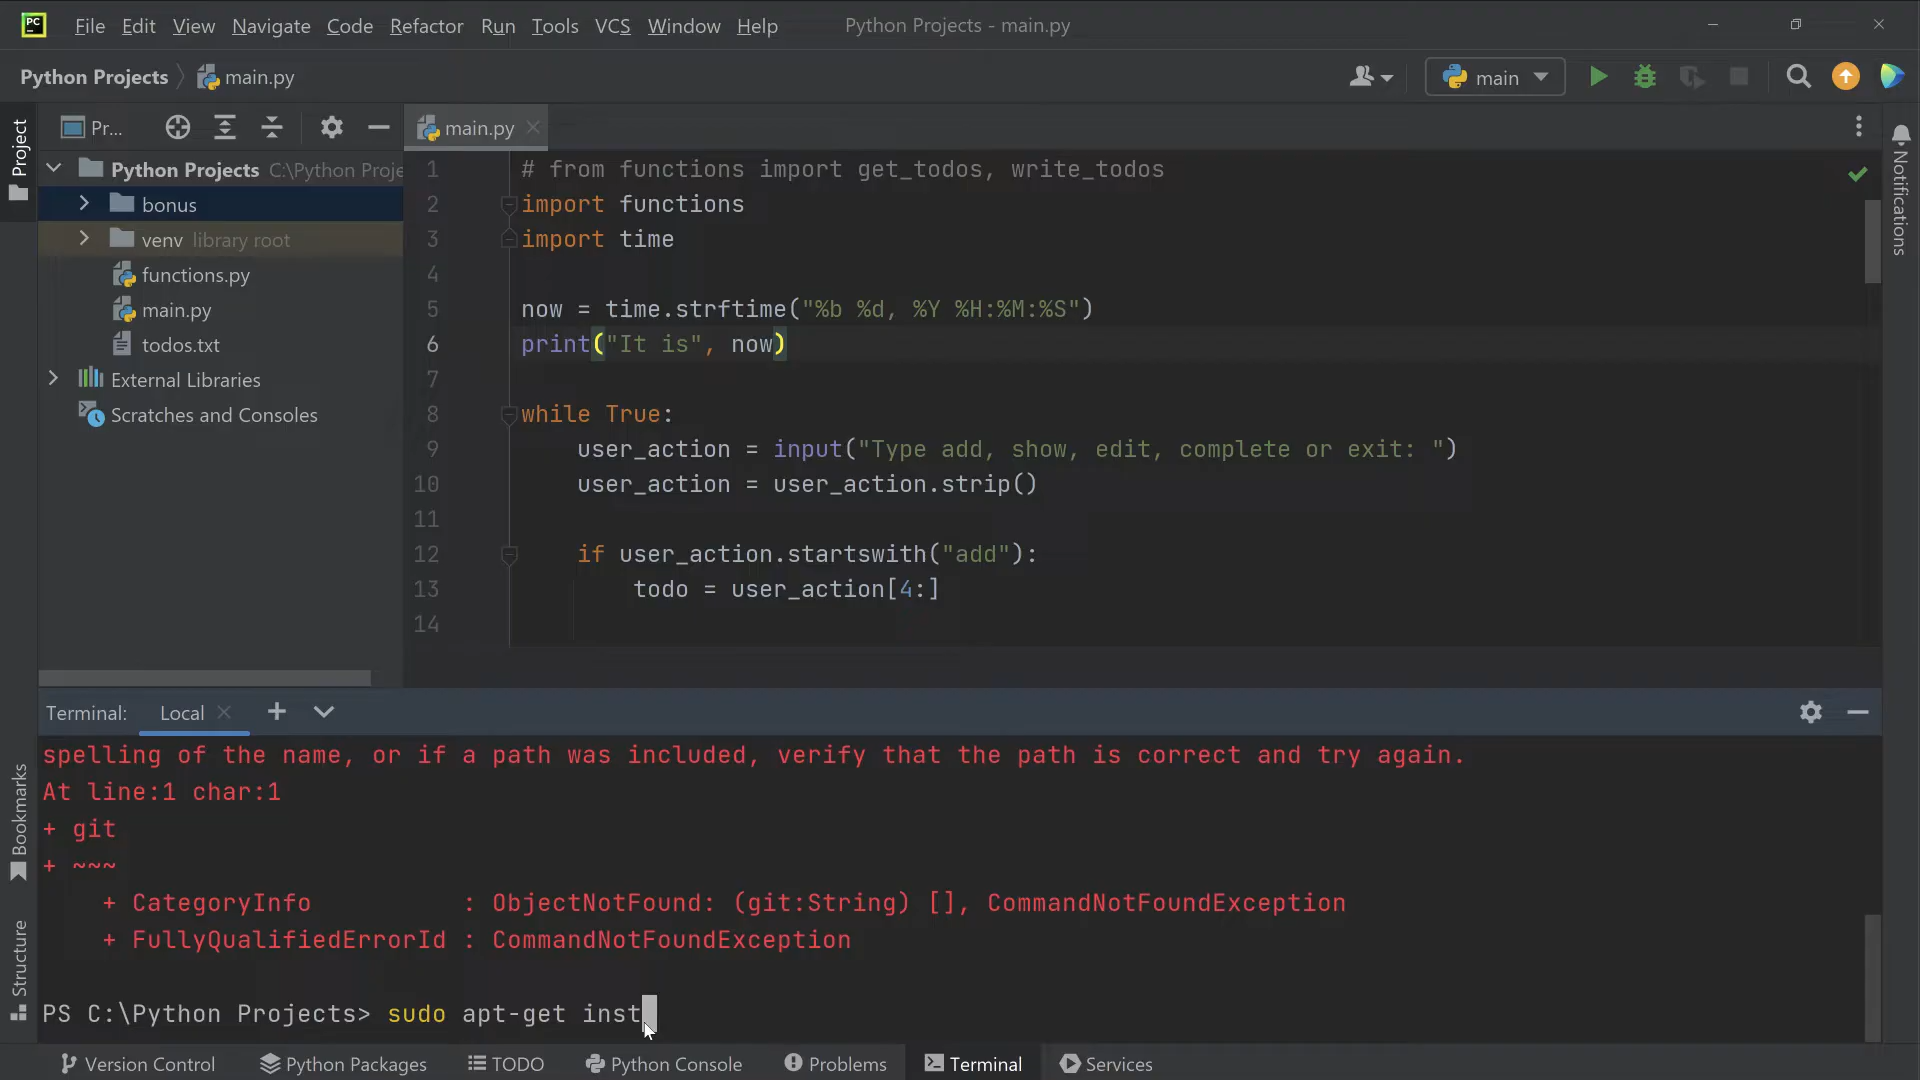 PC
File Edit View Navigate Code Refactor Run Tools VCS Window Help
Python Projects - main.py
Python Projects main.py
main
Project
Pr...
main.py
Notifications
Python Projects C:\Python Proje
bonus
venv library root
functions.py
main.py
todos.txt
External Libraries
Scratches and Consoles
1 # from functions import get_todos, write_todos
2 import functions
3 import time
4
5 now = time.strftime("%b %d, %Y %H:%M:%S")
6 print("It is", now)
7
8 while True:
9 user_action = input("Type add, show, edit, complete or exit: ")
10 user_action = user_action.strip()
11
12 if user_action.startswith("add"):
13 todo = user_action[4:]
14
Terminal: Local
spelling of the name, or if a path was included, verify that the path is correct and try again.
At line:1 char:1
+ git
+ ~~~
+ CategoryInfo : ObjectNotFound: (git:String) [], CommandNotFoundException
+ FullyQualifiedErrorId : CommandNotFoundException
PS C:\Python Projects> sudo apt-get inst
Bookmarks
Structure
Version Control Python Packages TODO Python Console Problems Terminal Services